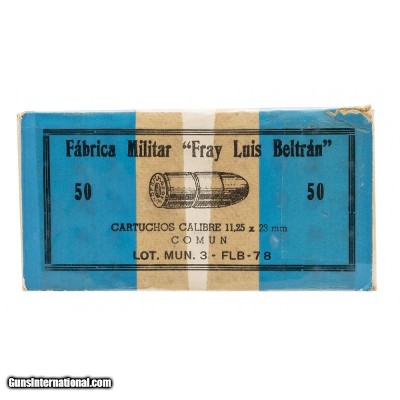 Fábrica Militar "Fray Luis Beltrán"
50 50
CARTUCHOS CALIBRE 11,25 x 23 mm
COMUN
LOT. MUN. 3 - FLB-78
GunsInternational.com